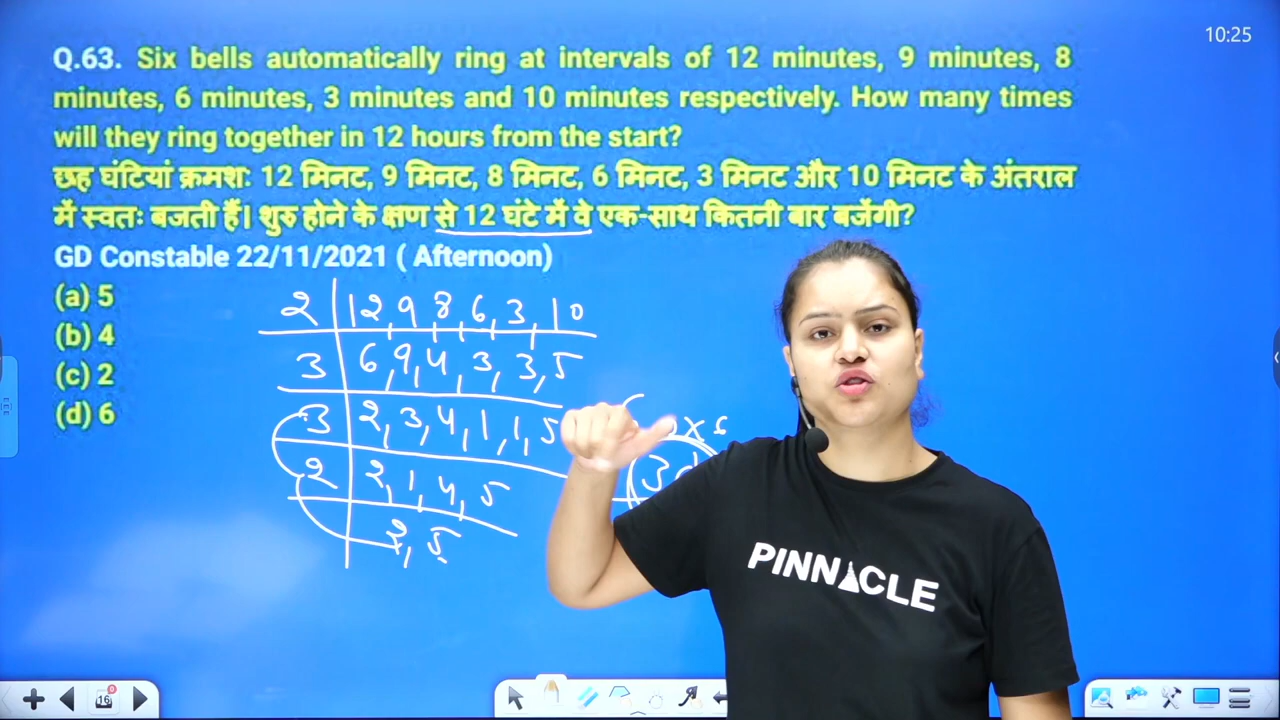 10:25
Q.63. Six bells automatically ring at intervals of 12 minutes, 9 minutes, 8
minutes, 6 minutes, 3 minutes and 10 minutes respectively. How many times
will they ring together in 12 hours from the start?
छह घंटियां क्रमशः 12 मिनट, 9 मिनट, 8 मिनट, 6 मिनट, 3 मिनट और 10 मिनट के अंतराल
में स्वतः बजती हैं। शुरु होने के क्षण से 12 घंटे में वे एक-साथ कितनी बार बजेंगी?
GD Constable 22/11/2021 ( Afternoon)
(a) 5
(b) 4
(c) 2
(d) 6
2 12, 9, 8, 6, 3, 10
3 6, 9, 4, 3, 3, 5
3 2, 3, 4, 1, 1, 5
2 2, 1, 4, 5
2, 5
PINNACLE
16